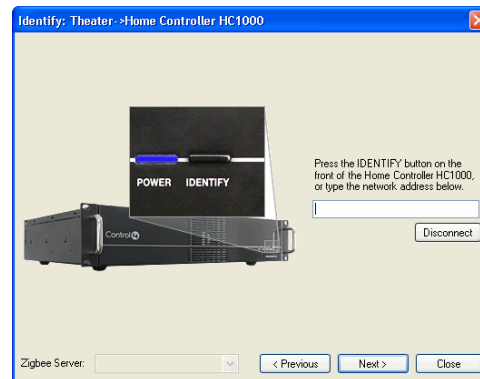 Identify: Theater->Home Controller HC1000
POWER IDENTIFY
Control4
Press the IDENTIFY button on the
front of the Home Controller HC1000,
or type the network address below.
Disconnect
Zigbee Server:
< Previous
Next >
Close